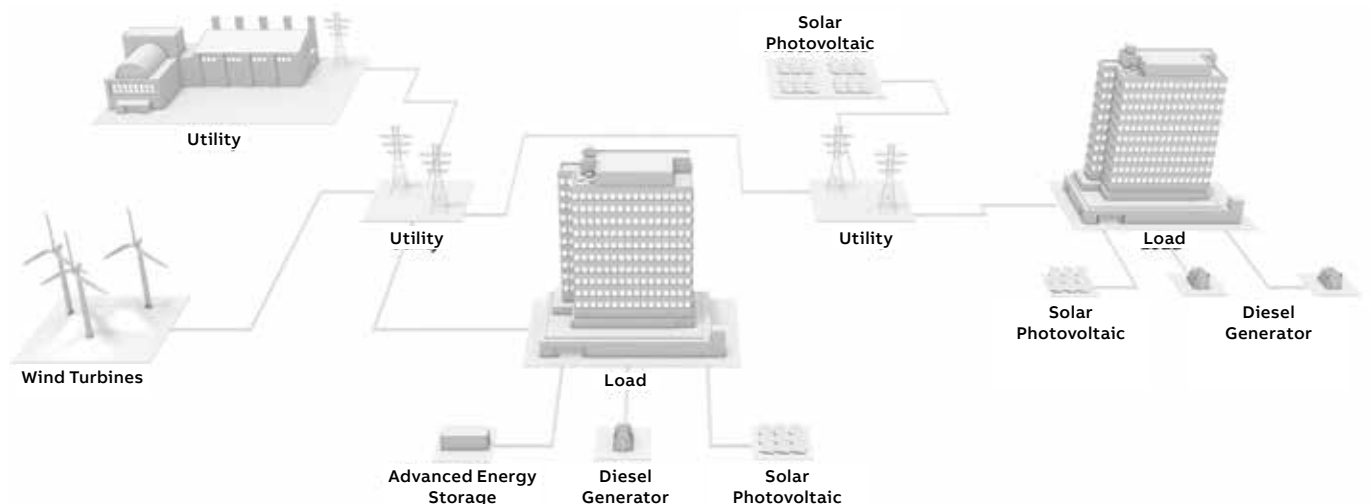 Solar
Photovoltaic
Utility
Utility
Utility
Load
Solar
Photovoltaic
Diesel
Generator
Wind Turbines
Load
Advanced Energy
Storage
Diesel
Generator
Solar
Photovoltaic